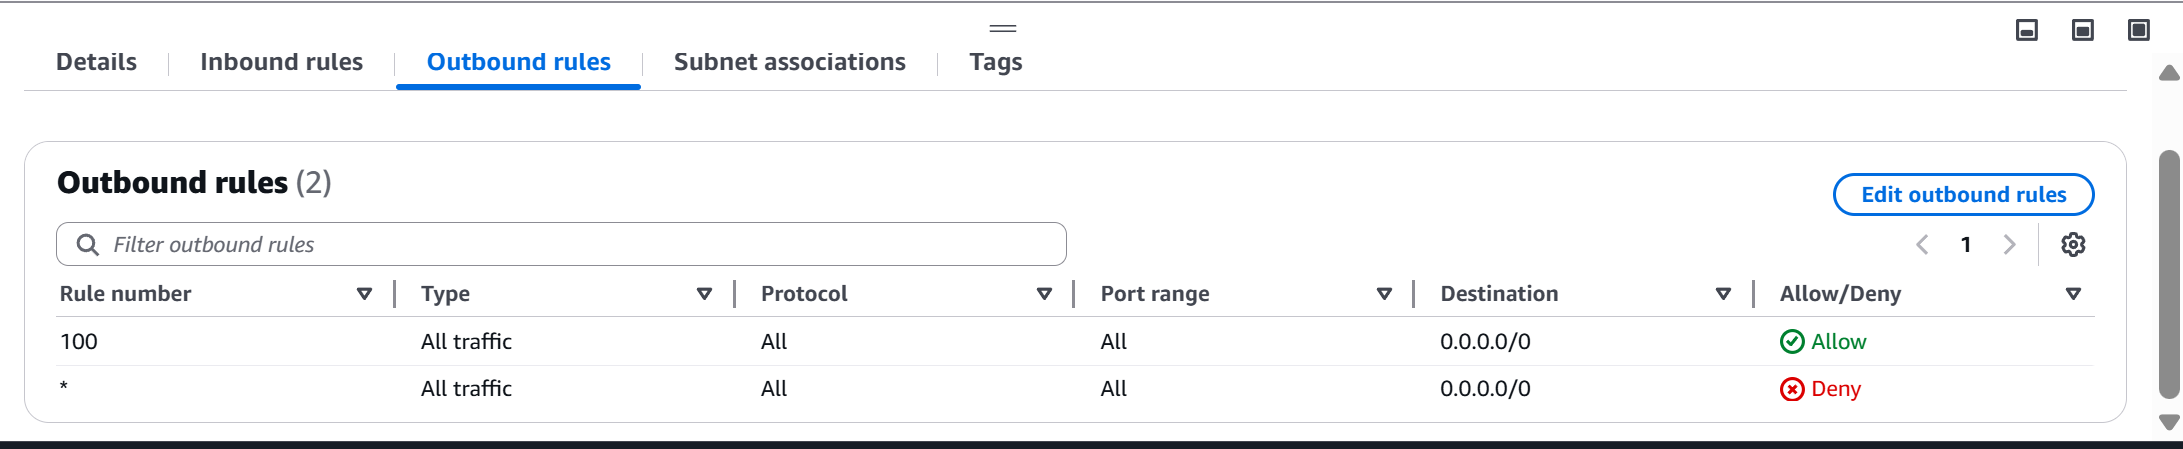 Details Inbound rules Outbound rules Subnet associations Tags
Outbound rules (2)
Edit outbound rules
Filter outbound rules
1
Rule number Type Protocol Port range Destination Allow/Deny
100 All traffic All All 0.0.0.0/0 Allow
* All traffic All All 0.0.0.0/0 Deny